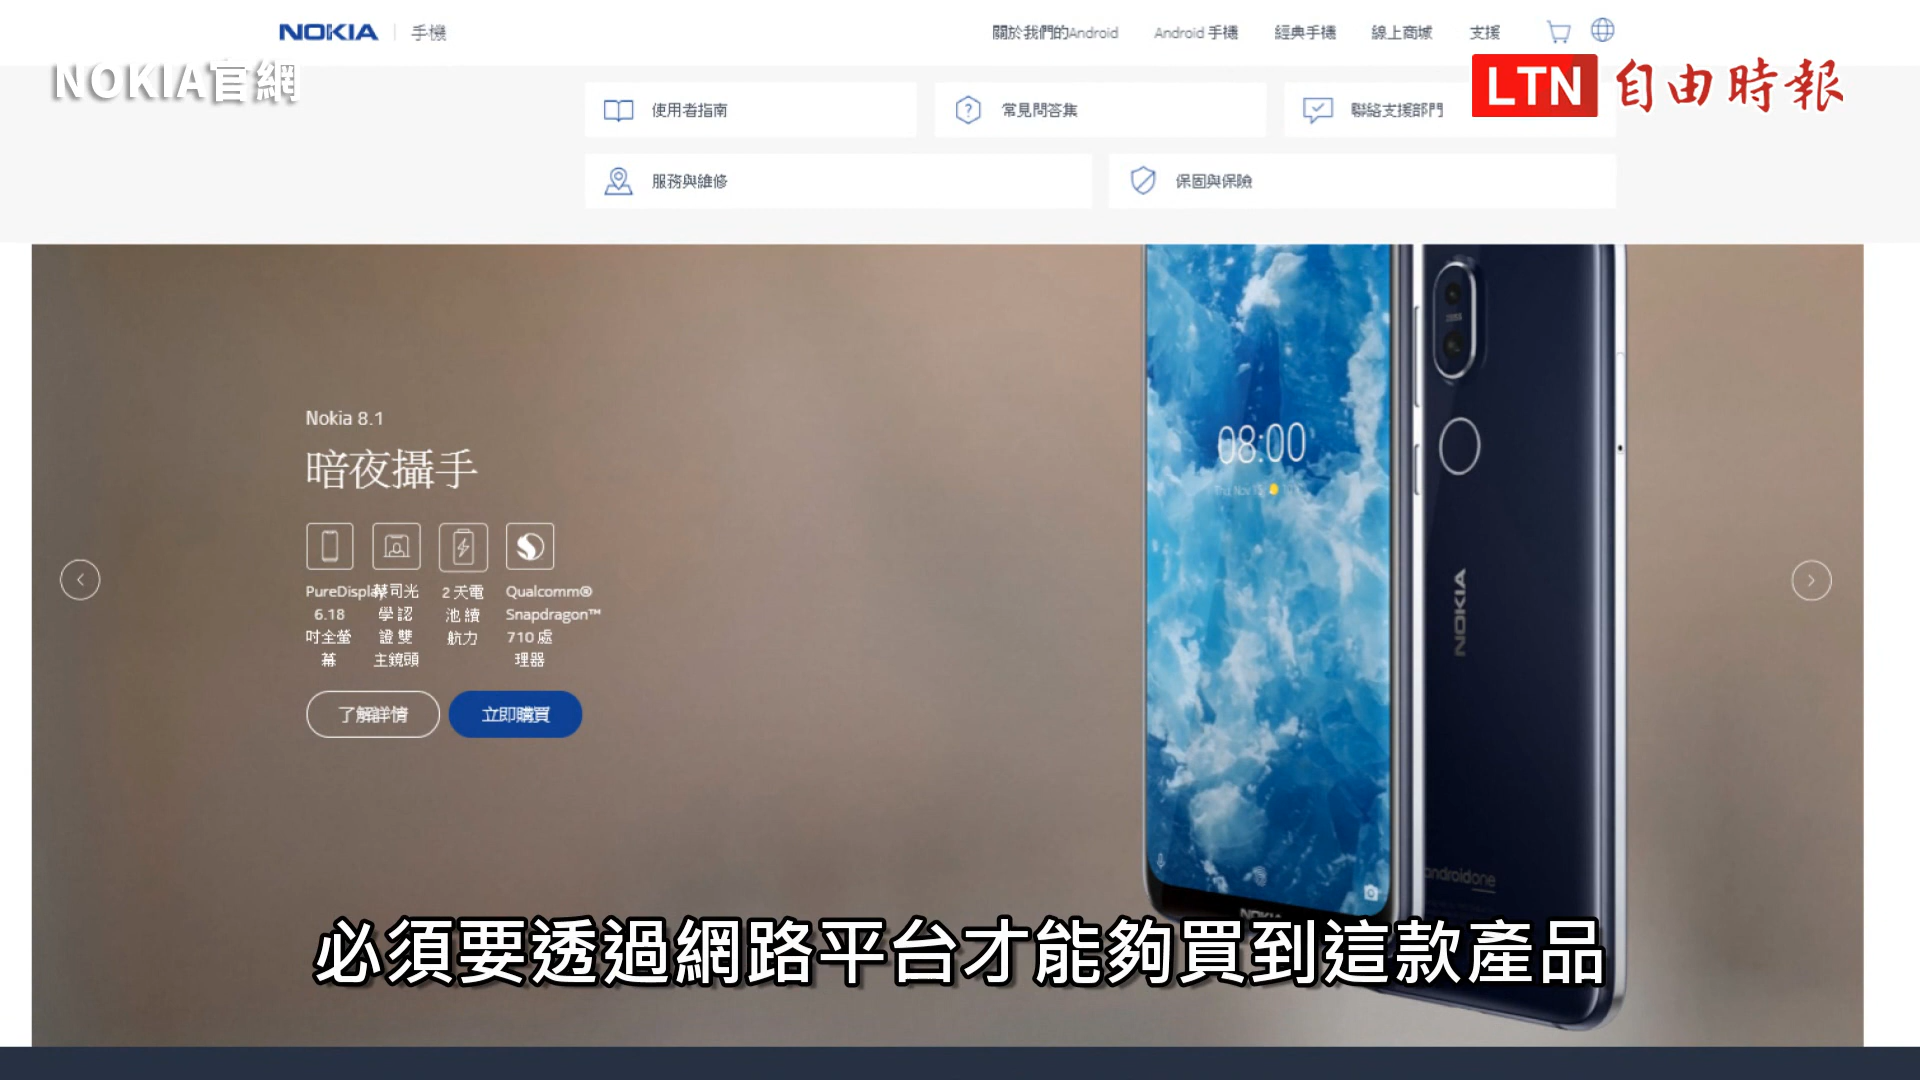 NOKIA 手機
關於我們的Android Android 手機 經典手機 線上商城 支援
NOKIA官網
LTN 自由時報
使用者指南 常見問答集 聯絡支援部門
服務與維修 保固與保險
Nokia 8.1
暗夜攝手
PureDisplay 6.18 吋全螢幕
蔡司光學認證雙主鏡頭
2 天電池續航力
Qualcomm® Snapdragon™ 710 處理器
了解詳情 立即購買
08:00
Thu, Nov 15
NOKIA
androidone
NOKIA
必須要透過網路平台才能夠買到這款產品